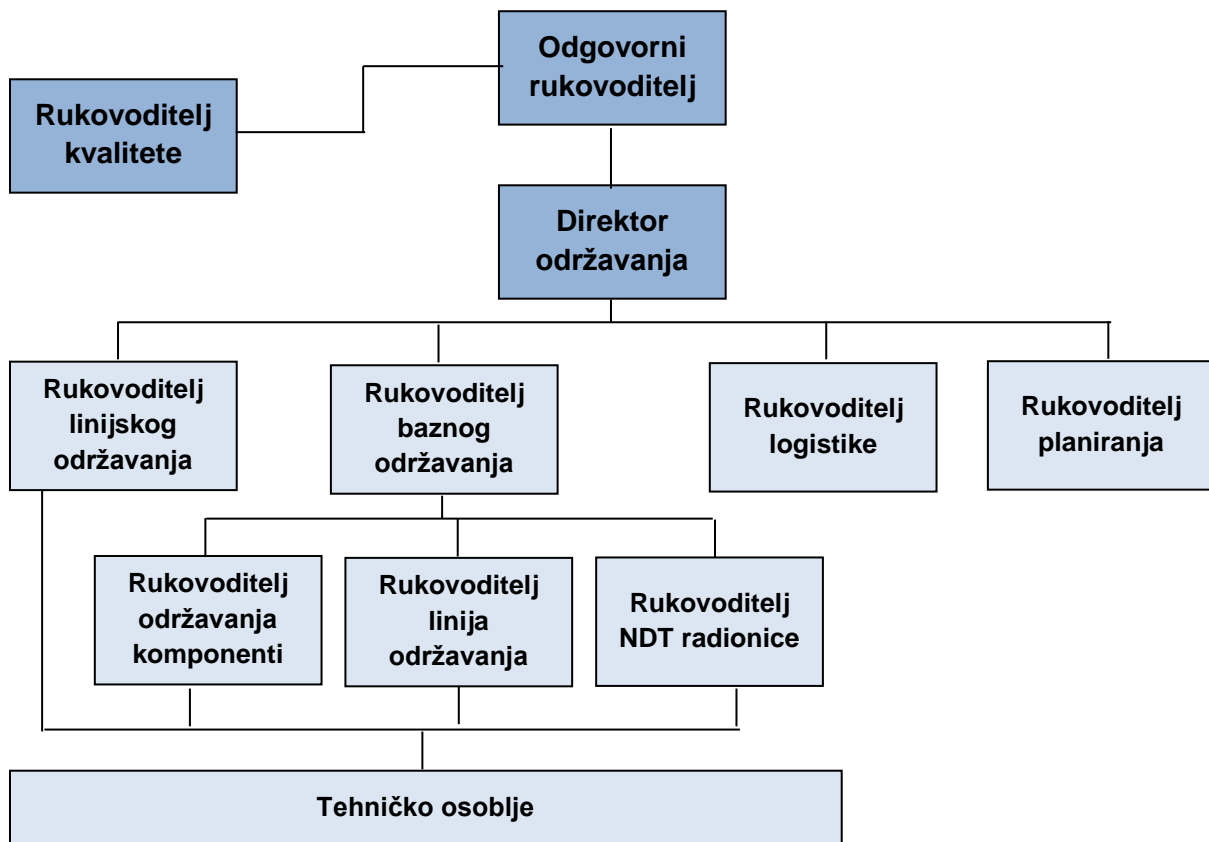 Odgovorni
rukovoditelj
Rukovoditelj
kvalitete
Direktor
održavanja
Rukovoditelj
linijskog
održavanja
Rukovoditelj
baznog
održavanja
Rukovoditelj
logistike
Rukovoditelj
planiranja
Rukovoditelj
održavanja
komponenti
Rukovoditelj
linija
održavanja
Rukovoditelj
NDT radionice
Tehničko osoblje